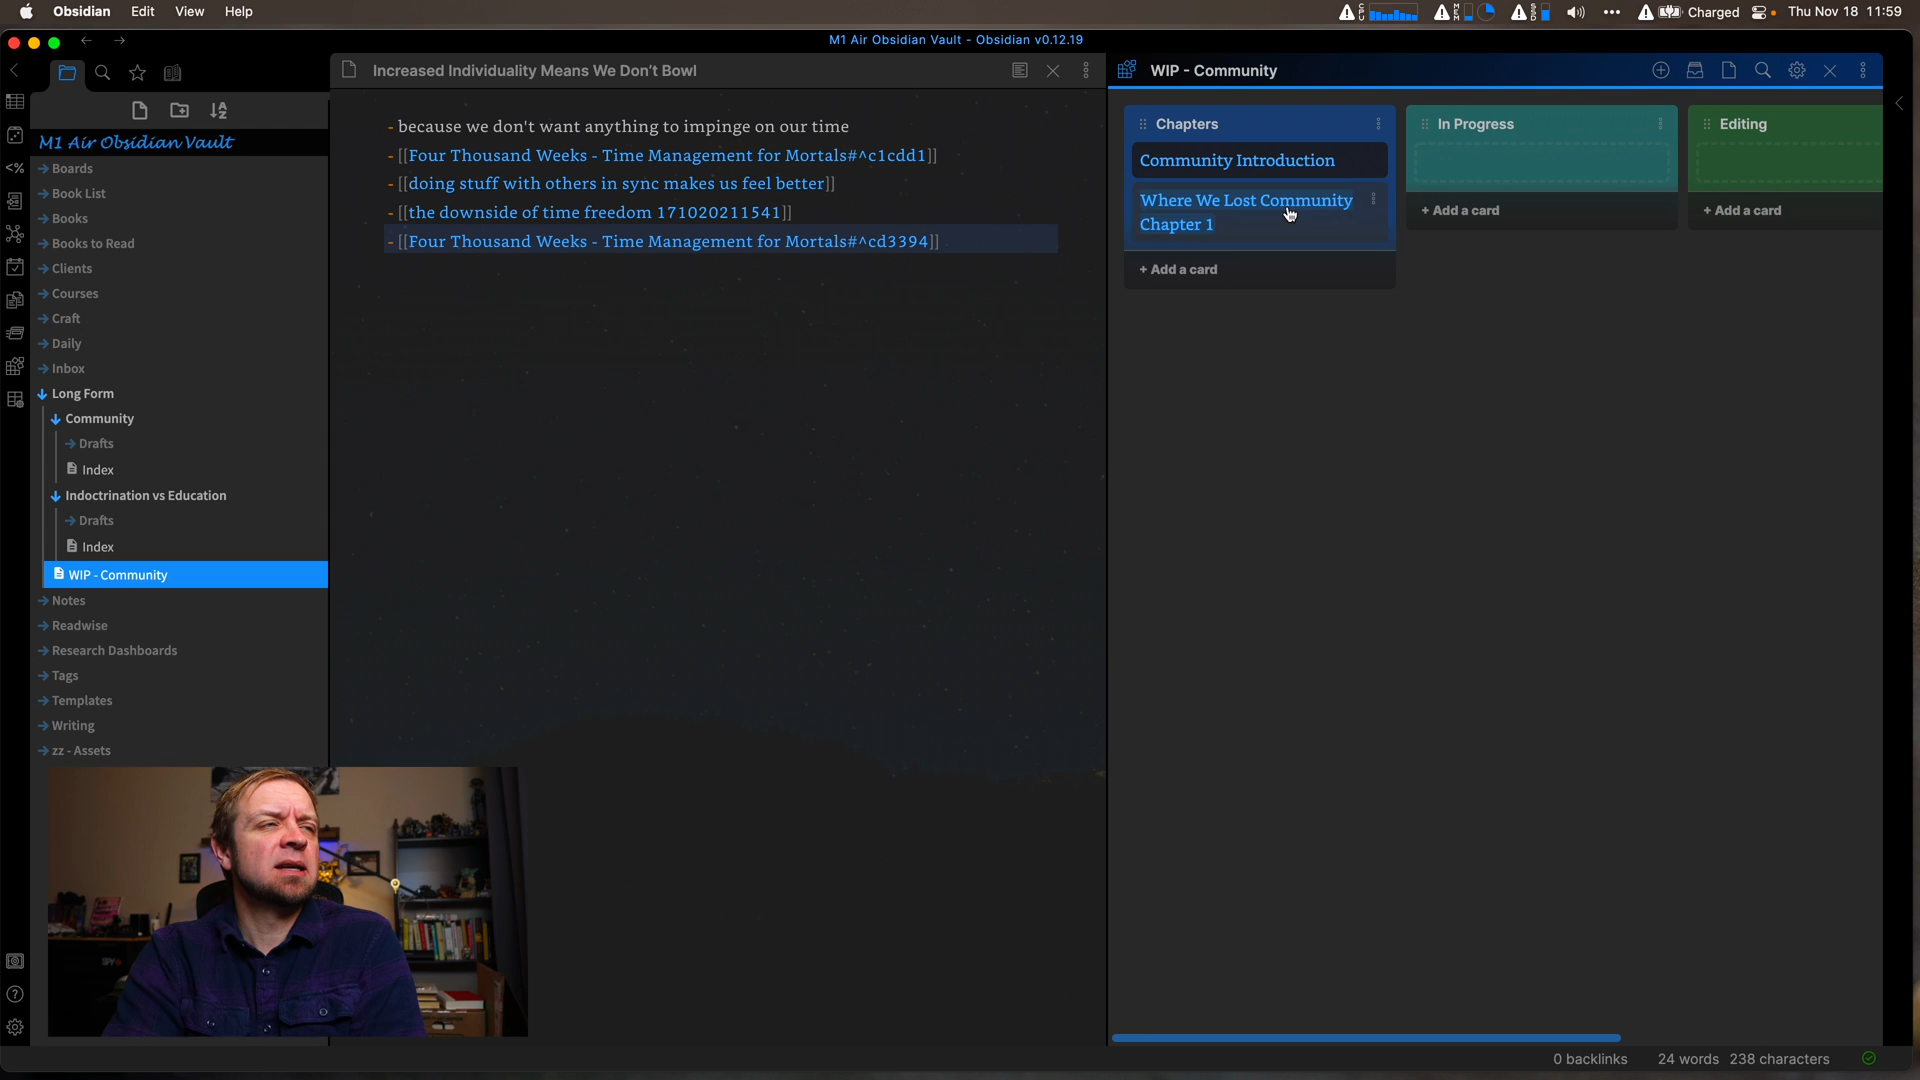 Obsidian Edit View Help
Charged Thu Nov 18 11:59
M1 Air Obsidian Vault - Obsidian v0.12.19
Increased Individuality Means We Don't Bowl
WIP - Community
M1 Air Obsidian Vault
Boards
Book List
Books
Books to Read
Clients
Courses
Craft
Daily
Inbox
Long Form
Community
Drafts
Index
Indoctrination vs Education
Drafts
Index
WIP - Community
Notes
Readwise
Research Dashboards
Tags
Templates
Writing
zz - Assets
- because we don't want anything to impinge on our time
- [[Four Thousand Weeks - Time Management for Mortals#^c1cdd1]]
- [[doing stuff with others in sync makes us feel better]]
- [[the downside of time freedom 171020211541]]
- [[Four Thousand Weeks - Time Management for Mortals#^cd3394]]
Chapters
Community Introduction
Where We Lost Community
Chapter 1
+ Add a card
In Progress
+ Add a card
Editing
+ Add a card
0 backlinks 24 words 238 characters